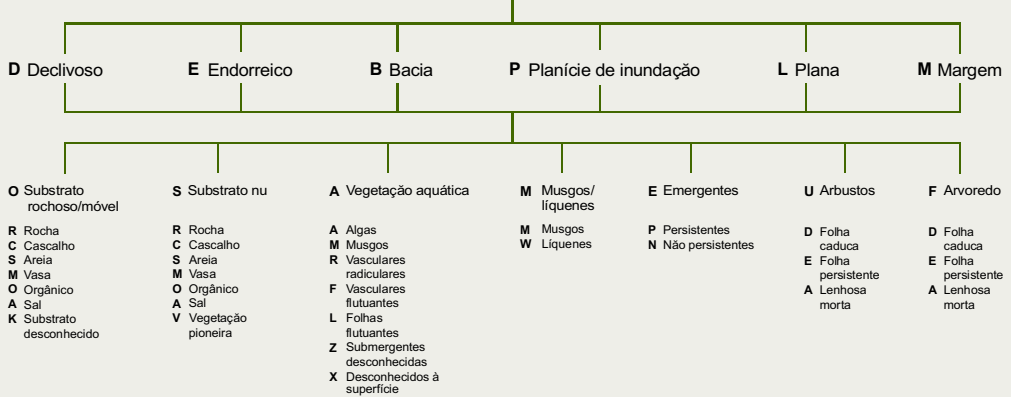 D Declivoso
E Endorreico
B Bacia
P Planície de inundação
L Plana
M Margem
O Substrato
rochoso/móvel
R Rocha
C Cascalho
S Areia
M Vasa
O Orgânico
A Sal
K Substrato
desconhecido
S Substrato nu
R Rocha
C Cascalho
S Areia
M Vasa
O Orgânico
A Sal
V Vegetação
pioneira
A Vegetação aquática
A Algas
M Musgos
R Vasculares
radiculares
F Vasculares
flutuantes
L Folhas
flutuantes
Z Submergentes
desconhecidas
X Desconhecidos à
superfície
M Musgos/
líquenes
M Musgos
W Líquenes
E Emergentes
P Persistentes
N Não persistentes
U Arbustos
D Folha
caduca
E Folha
persistente
A Lenhosa
morta
F Arvoredo
D Folha
caduca
E Folha
persistente
A Lenhosa
morta